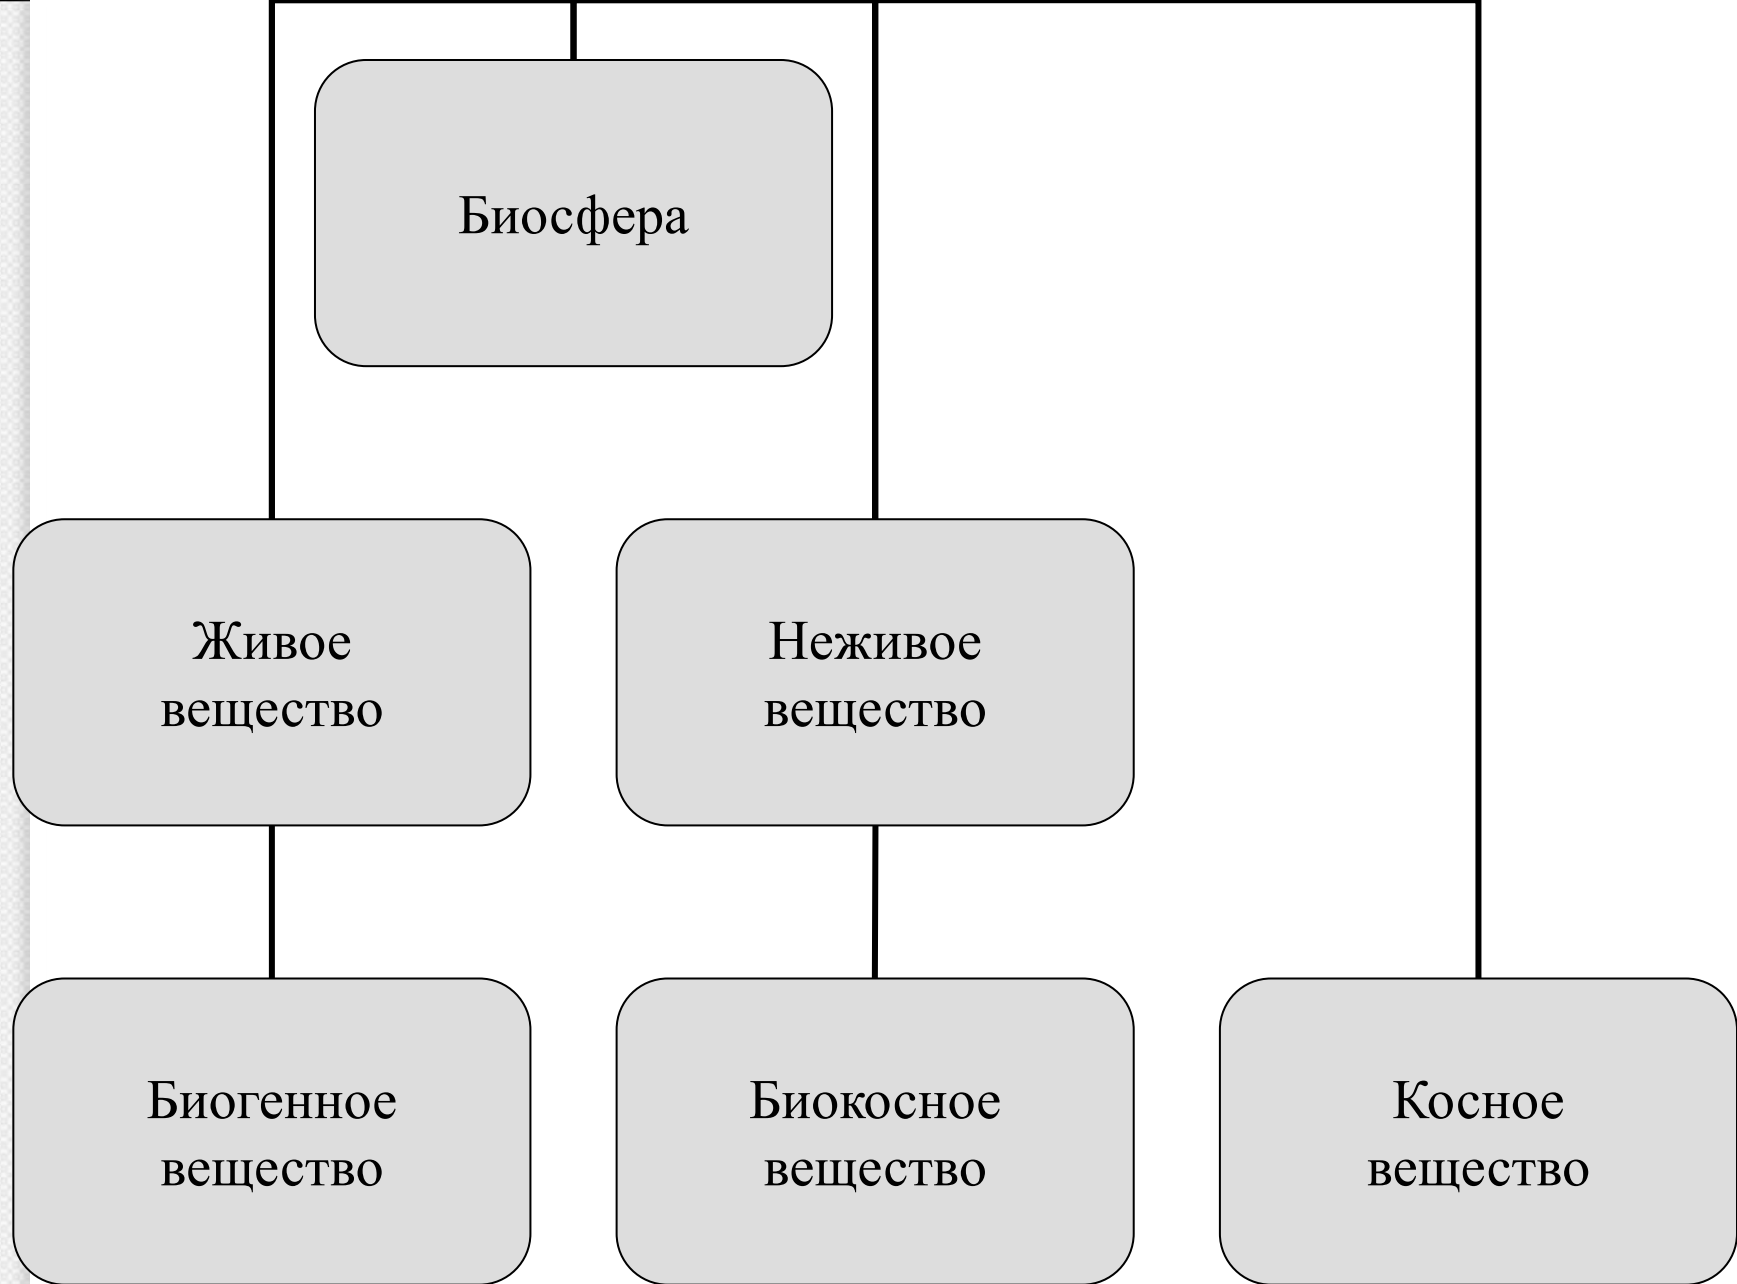 Биосфера
Живое
вещество
Неживое
вещество
Биогенное
вещество
Биокосное
вещество
Косное
вещество